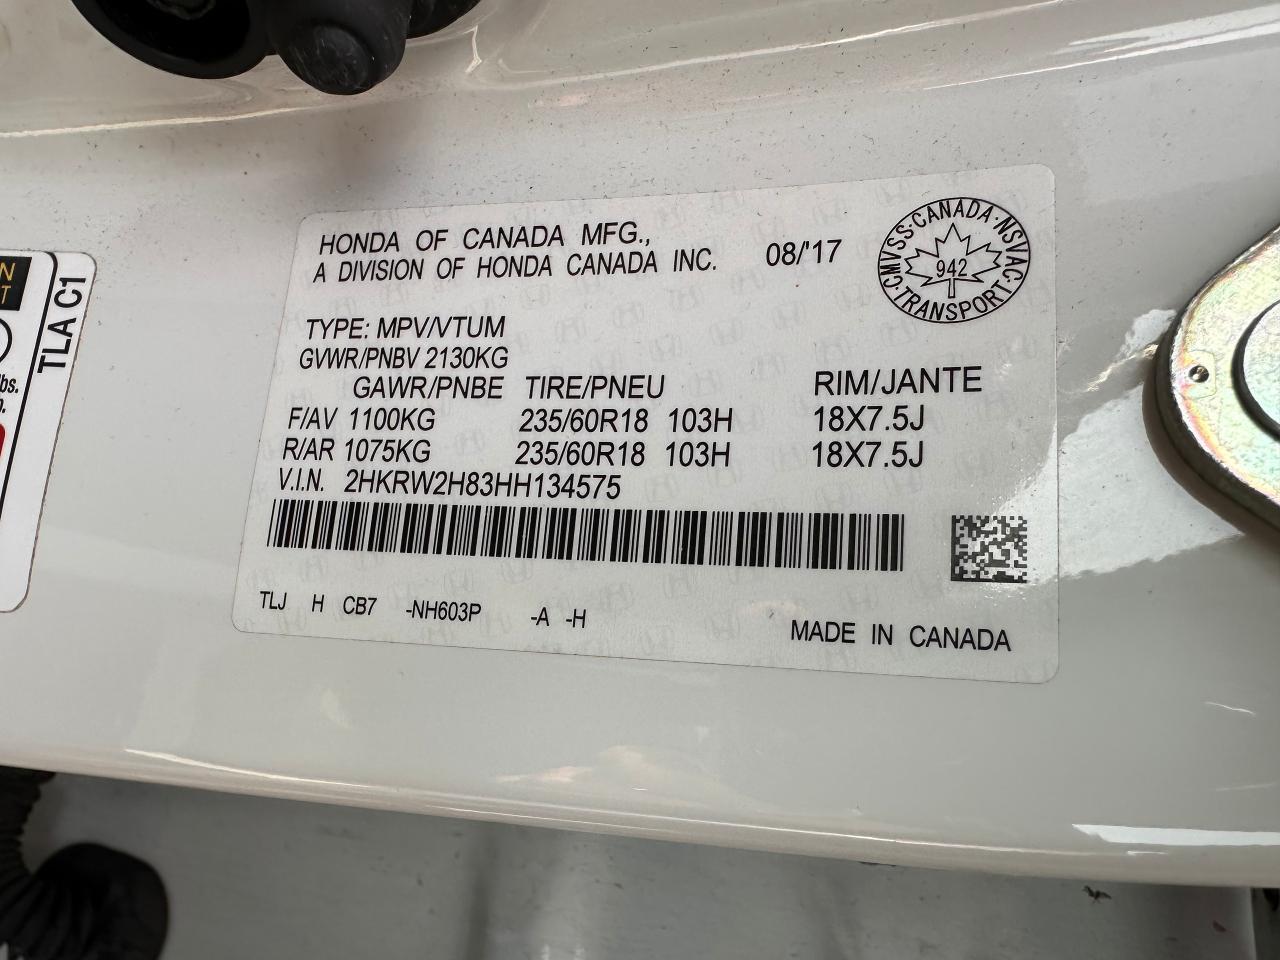 HONDA OF CANADA MFG.,
A DIVISION OF HONDA CANADA INC. 08/'17
CMVSS·CANADA·NSVAC·TRANSPORT·
942
TYPE: MPV/VTUM
GVWR/PNBV 2130KG
GAWR/PNBE TIRE/PNEU RIM/JANTE
F/AV 1100KG 235/60R18 103H 18X7.5J
R/AR 1075KG 235/60R18 103H 18X7.5J
V.I.N. 2HKRW2H83HH134575
TLJ H CB7 -NH603P -A -H
MADE IN CANADA
TLA C1
lbs.